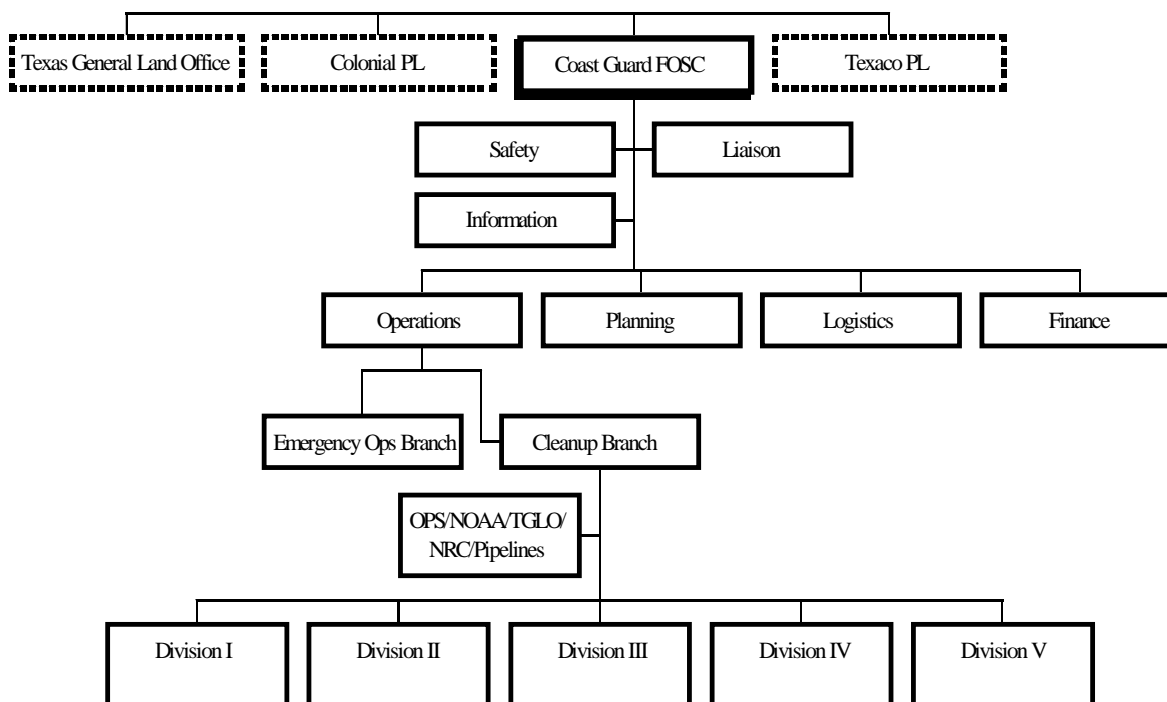 Texas General Land Office
Colonial PL
Coast Guard FOSC
Texaco PL
Safety
Liaison
Information
Operations
Planning
Logistics
Finance
Emergency Ops Branch
Cleanup Branch
OPS/NOAA/TGLO/
NRC/Pipelines
Division I
Division II
Division III
Division IV
Division V